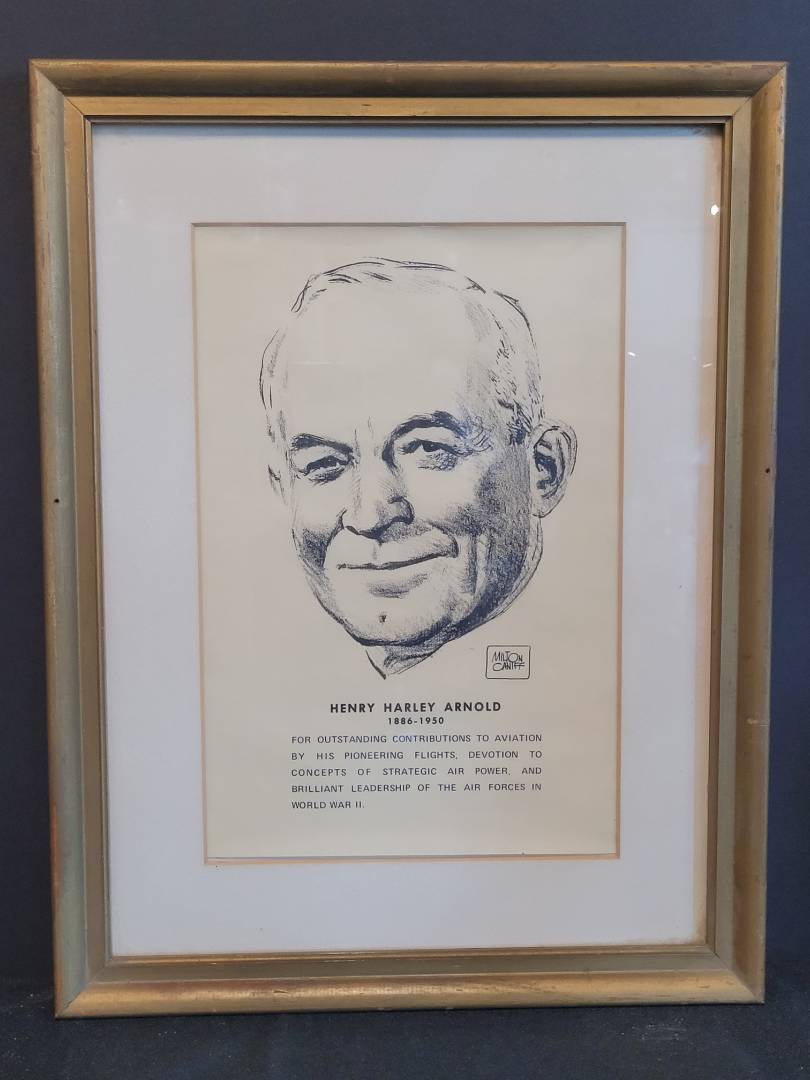 MILTON
CANIFF
HENRY HARLEY ARNOLD
1886-1950
FOR OUTSTANDING CONTRIBUTIONS TO AVIATION
BY HIS PIONEERING FLIGHTS, DEVOTION TO
CONCEPTS OF STRATEGIC AIR POWER, AND
BRILLIANT LEADERSHIP OF THE AIR FORCES IN
WORLD WAR II.